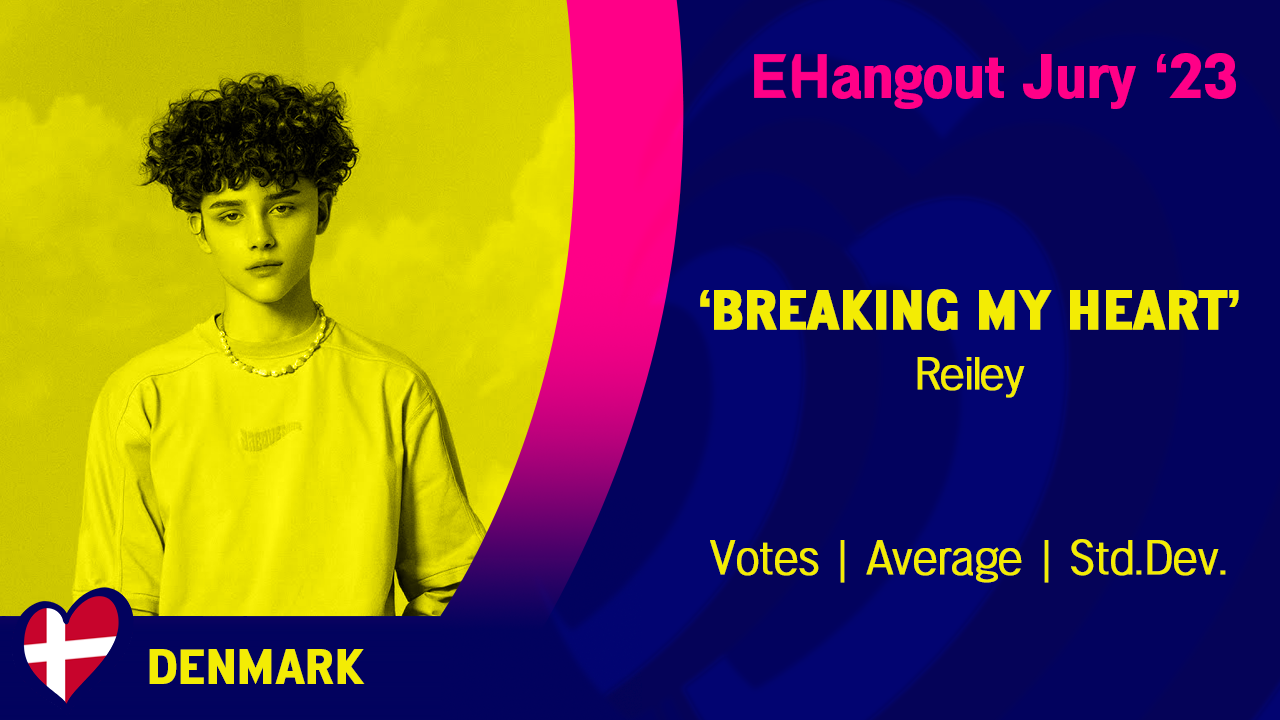 EHangout Jury ‘23
‘BREAKING MY HEART’
Reiley
Votes | Average | Std.Dev.
DENMARK